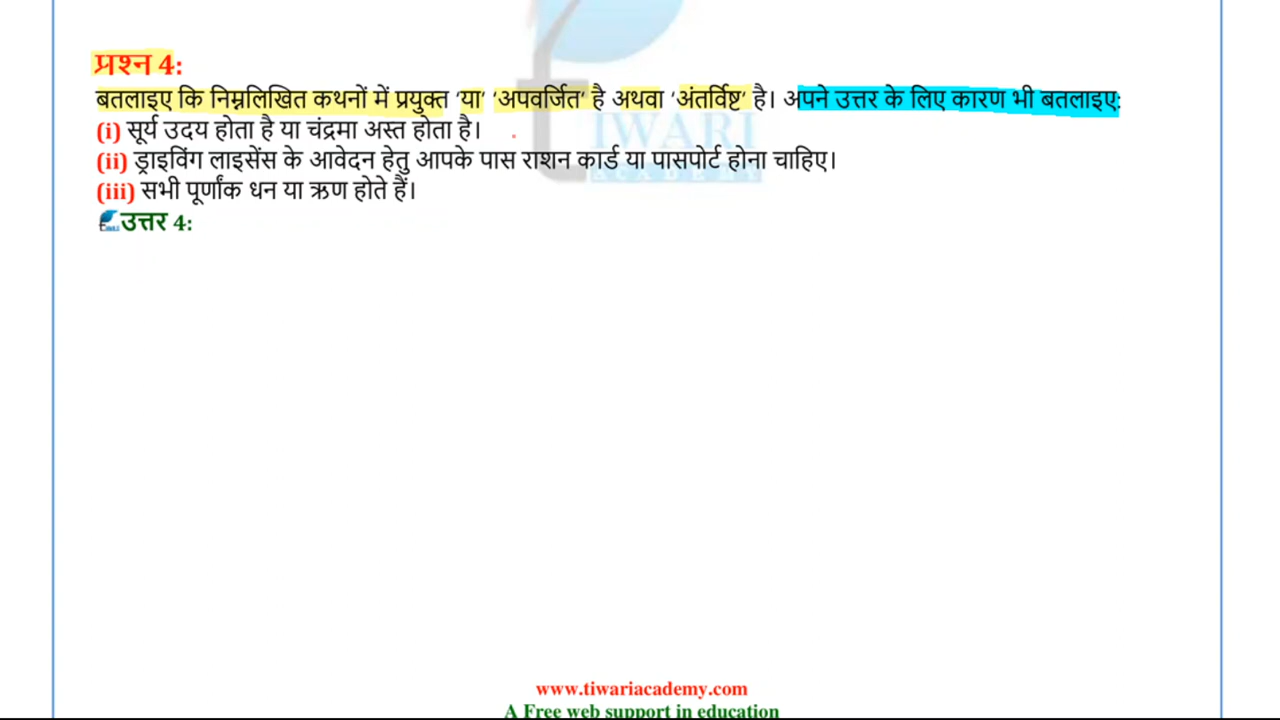 प्रश्न 4:
बतलाइए कि निम्नलिखित कथनों में प्रयुक्त ‘या’ ‘अपवर्जित’ है अथवा ‘अंतर्विष्ट’ है। अपने उत्तर के लिए कारण भी बतलाइए:
(i) सूर्य उदय होता है या चंद्रमा अस्त होता है।
(ii) ड्राइविंग लाइसेंस के आवेदन हेतु आपके पास राशन कार्ड या पासपोर्ट होना चाहिए।
(iii) सभी पूर्णांक धन या ऋण होते हैं।
उत्तर 4:
IWARI
ACADEMY
www.tiwariacademy.com
A Free web support in education